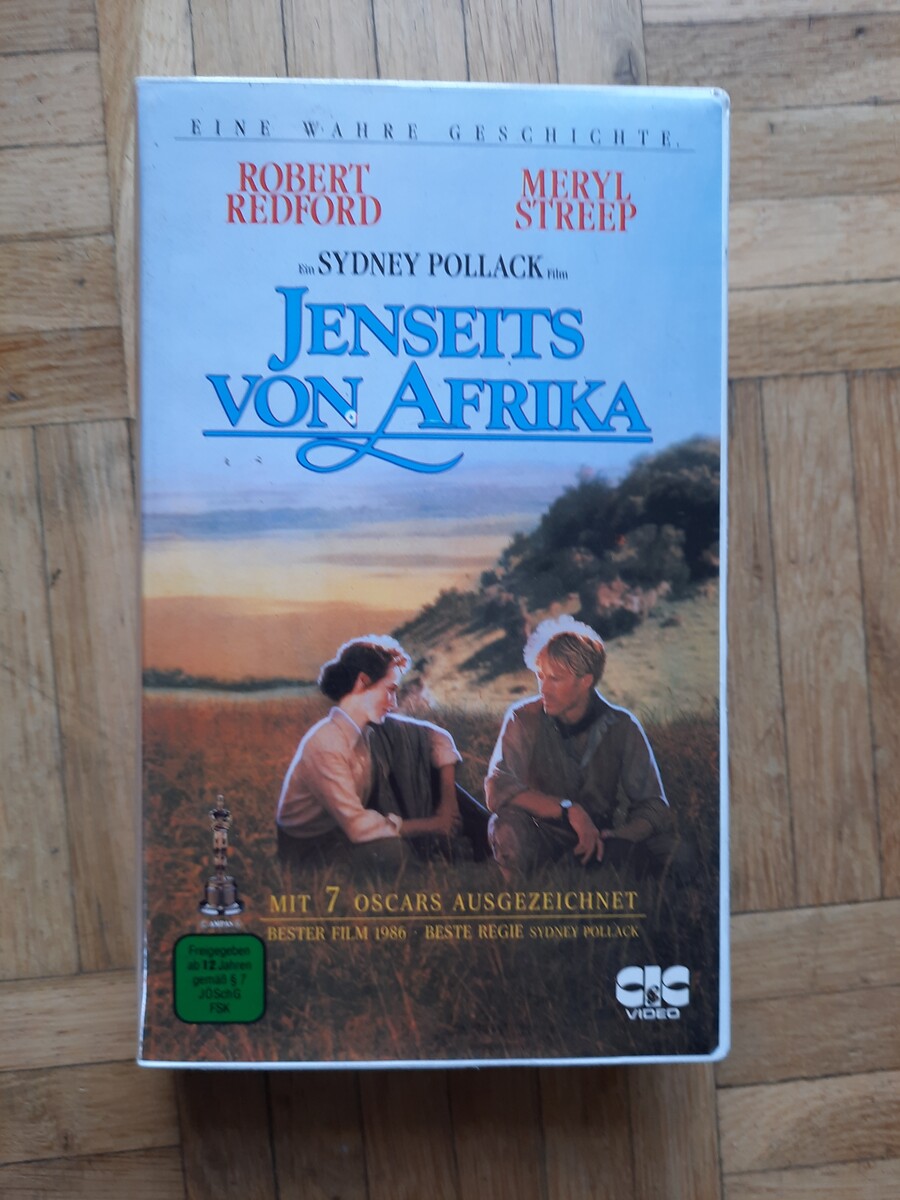 EINE WAHRE GESCHICHTE.
ROBERT REDFORD
MERYL STREEP
Ein SYDNEY POLLACK Film
JENSEITS
VON AFRIKA
MIT 7 OSCARS AUSGEZEICHNET
BESTER FILM 1986 · BESTE REGIE SYDNEY POLLACK
Freigegeben
ab 12 Jahren
gemäß § 7
JÖSchG
FSK
CIC
VIDEO